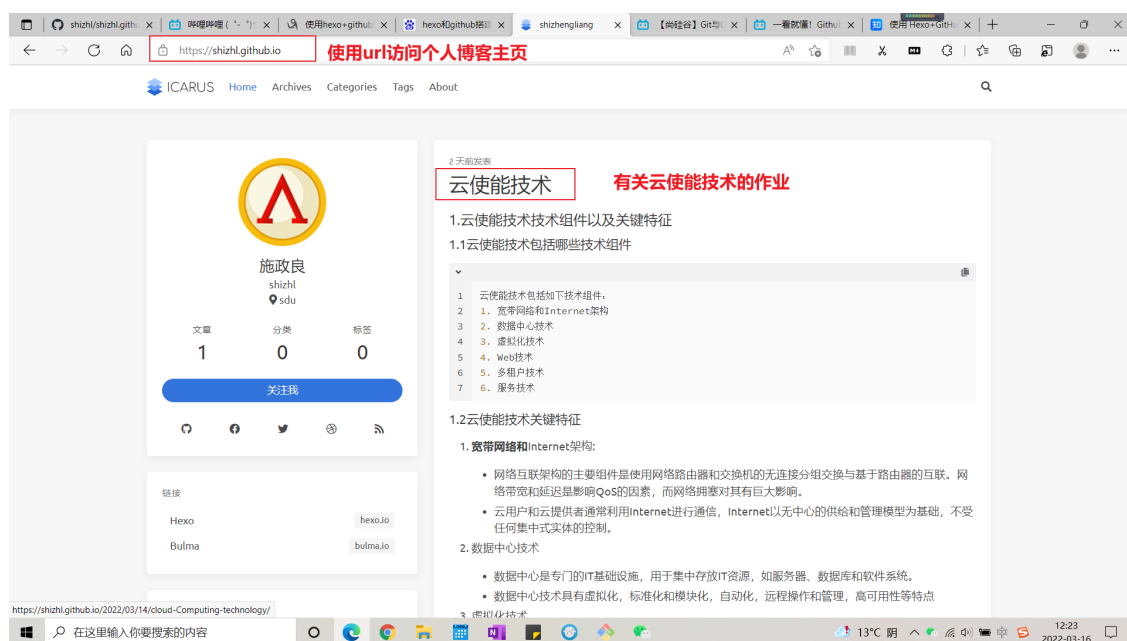 shizhl/shizhl.githu
哔哩哔哩 ( ゜- ゜)つ
使用hexo+github
hexo和github搭建
shizhengliang
【尚硅谷】Git与
一看就懂! Githu
使用 Hexo+GitH
https://shizhl.github.io
使用url访问个人博客主页
ICARUS Home Archives Categories Tags About
施政良
shizhl
sdu
文章 分类 标签
1 0 0
关注我
链接
Hexo hexo.io
Bulma bulma.io
2 天前发表
云使能技术
有关云使能技术的作业
1.云使能技术技术组件以及关键特征
1.1云使能技术包括哪些技术组件
1 云使能技术包括如下技术组件:
2 1. 宽带网络和Internet架构
3 2. 数据中心技术
4 3. 虚拟化技术
5 4. Web技术
6 5. 多租户技术
7 6. 服务技术
1.2云使能技术关键特征
1. 宽带网络和Internet架构:
• 网络互联架构的主要组件是使用网络路由器和交换机的无连接分组交换与基于路由器的互联。网
络带宽和延迟是影响QoS的因素，而网络拥塞对其有巨大影响。
• 云用户和云提供者通常利用Internet进行通信，Internet以无中心的供给和管理模型为基础，不受
任何集中式实体的控制。
2. 数据中心技术
• 数据中心是专门的IT基础设施，用于集中存放IT资源，如服务器、数据库和软件系统。
• 数据中心技术具有虚拟化，标准化和模块化，自动化，远程操作和管理，高可用性等特点
3. 虚拟化技术
https://shizhl.github.io/2022/03/14/cloud-Computing-technology/
在这里输入你要搜索的内容
13°C 阴
中
12:23
2022-03-16